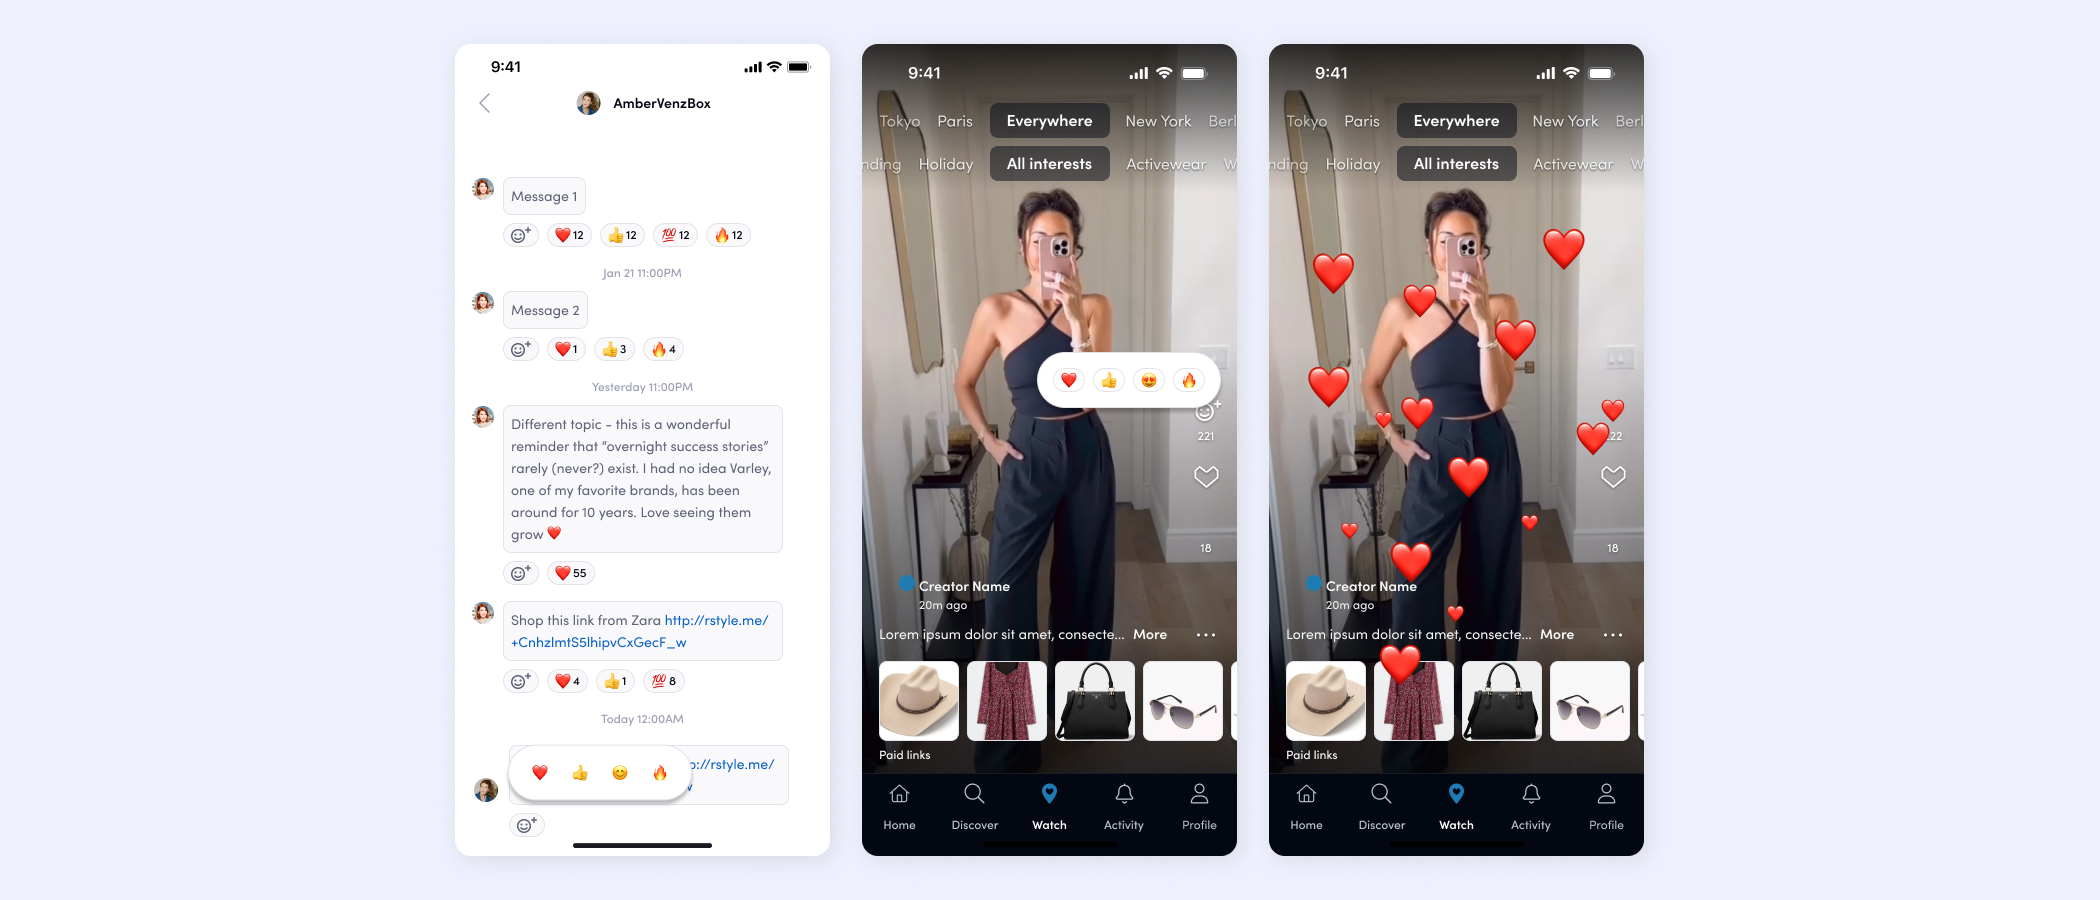 9:41
AmberVenzBox
Message 1
12 12 12 12
Jan 21 11:00PM
Message 2
1 3 4
Yesterday 11:00PM
Different topic - this is a wonderful
reminder that “overnight success stories”
rarely (never?) exist. I had no idea Varley,
one of my favorite brands, has been
around for 10 years. Love seeing them
grow ❤️
55
Shop this link from Zara http://rstyle.me/
+CnhzlmtS5lhipvCxGecF_w
4 1 8
Today 12:00AM
p://rstyle.me/
9:41
Tokyo Paris Everywhere New York Berl
nding Holiday All interests Activewear W
221
18
Creator Name
20m ago
Lorem ipsum dolor sit amet, consecte... More
Paid links
Home Discover Watch Activity Profile
9:41
Tokyo Paris Everywhere New York Berl
nding Holiday All interests Activewear W
22
18
Creator Name
20m ago
Lorem ipsum dolor sit amet, consecte... More
Paid links
Home Discover Watch Activity Profile